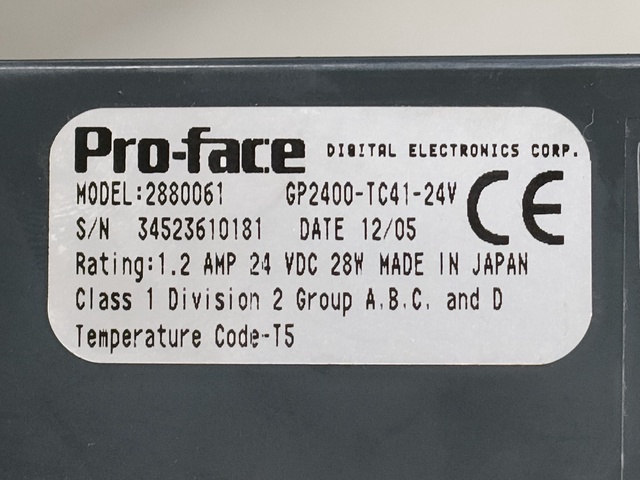 Pro-face DIGITAL ELECTRONICS CORP.
MODEL:2880061 GP2400-TC41-24V
CE
S/N 34523610181 DATE 12/05
Rating:1.2 AMP 24 VDC 28W MADE IN JAPAN
Class 1 Division 2 Group A.B.C. and D
Temperature Code-T5